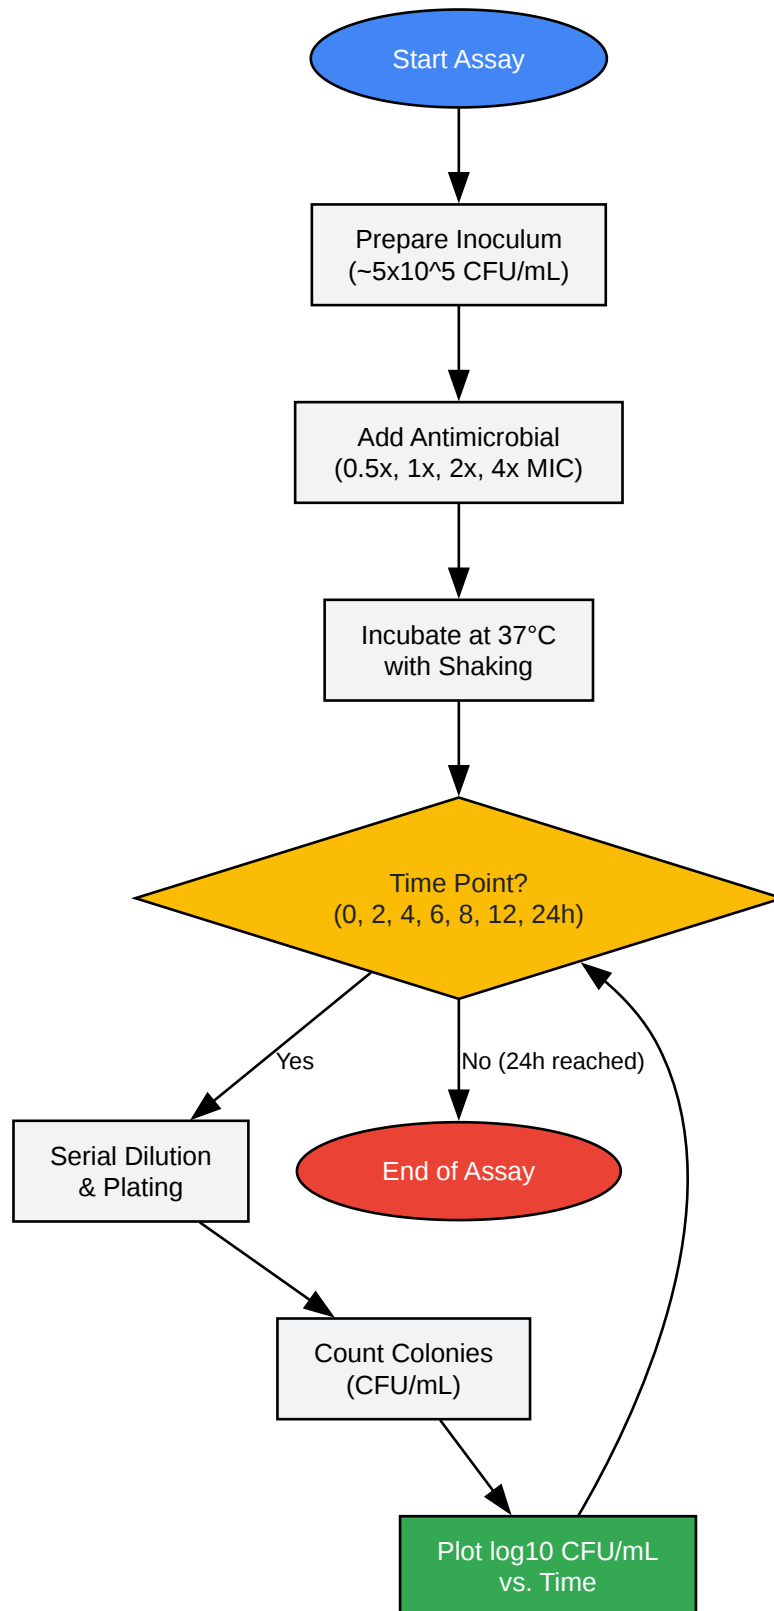 Start Assay
Prepare Inoculum
(~5x10^5 CFU/mL)
Add Antimicrobial
(0.5x, 1x, 2x, 4x MIC)
Incubate at 37°C
with Shaking
Time Point?
(0, 2, 4, 6, 8, 12, 24h)
Yes
No (24h reached)
Serial Dilution
& Plating
End of Assay
Count Colonies
(CFU/mL)
Plot log10 CFU/mL
vs. Time